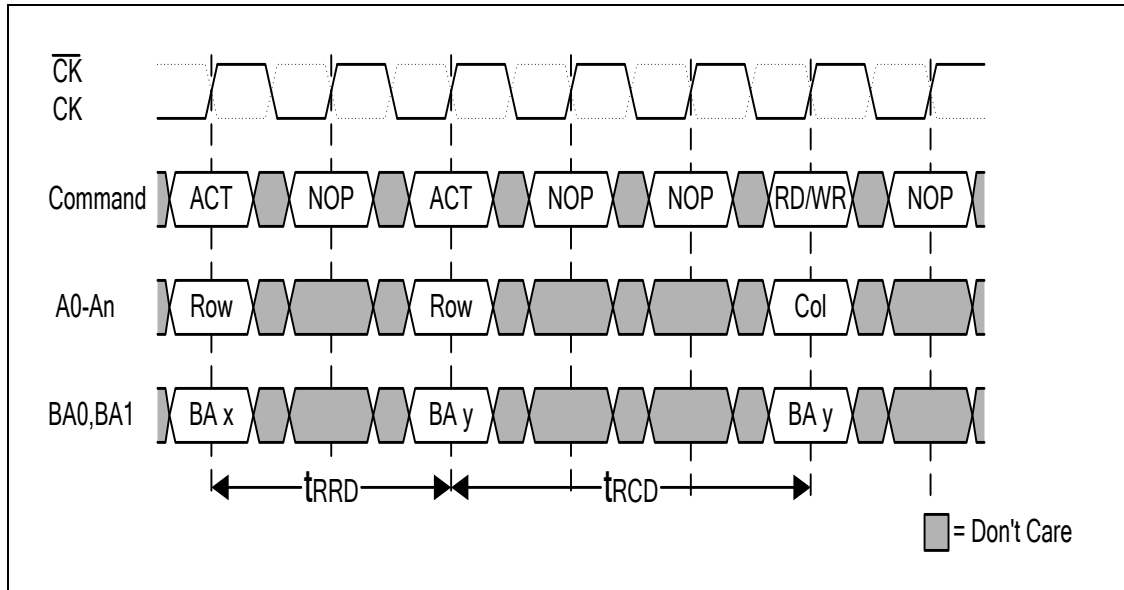 C̅K̅
CK
Command ACT NOP ACT NOP NOP RD/WR NOP
A0-An Row Row Col
BA0,BA1 BA x BA y BA y
tRRD tRCD
= Don't Care